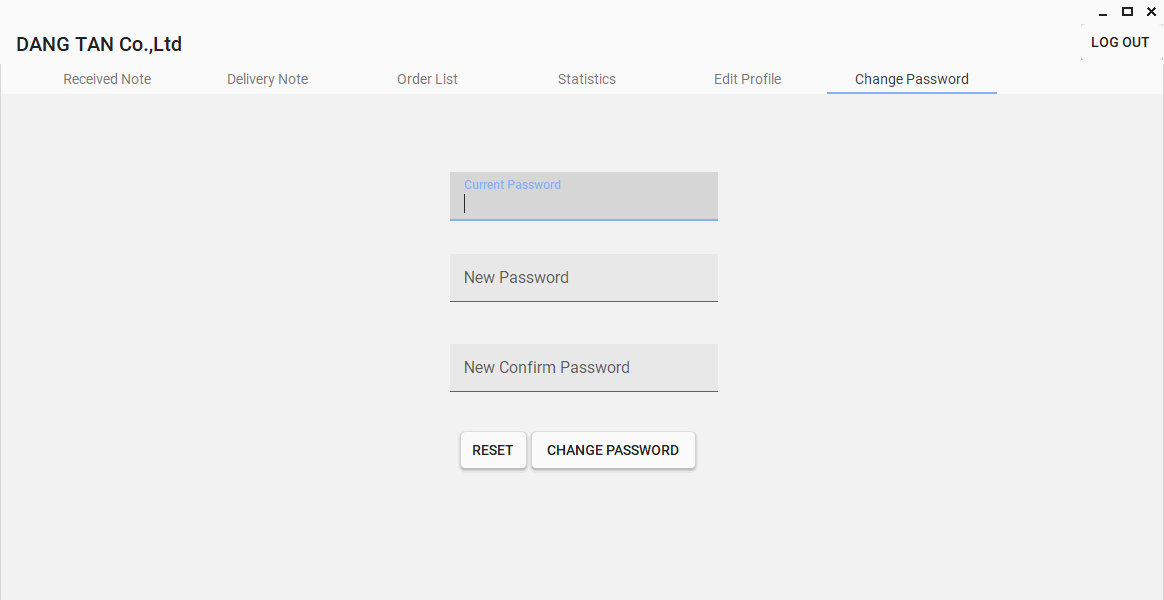 DANG TAN Co.,Ltd
LOG OUT
Received Note
Delivery Note
Order List
Statistics
Edit Profile
Change Password
Current Password
New Password
New Confirm Password
RESET
CHANGE PASSWORD